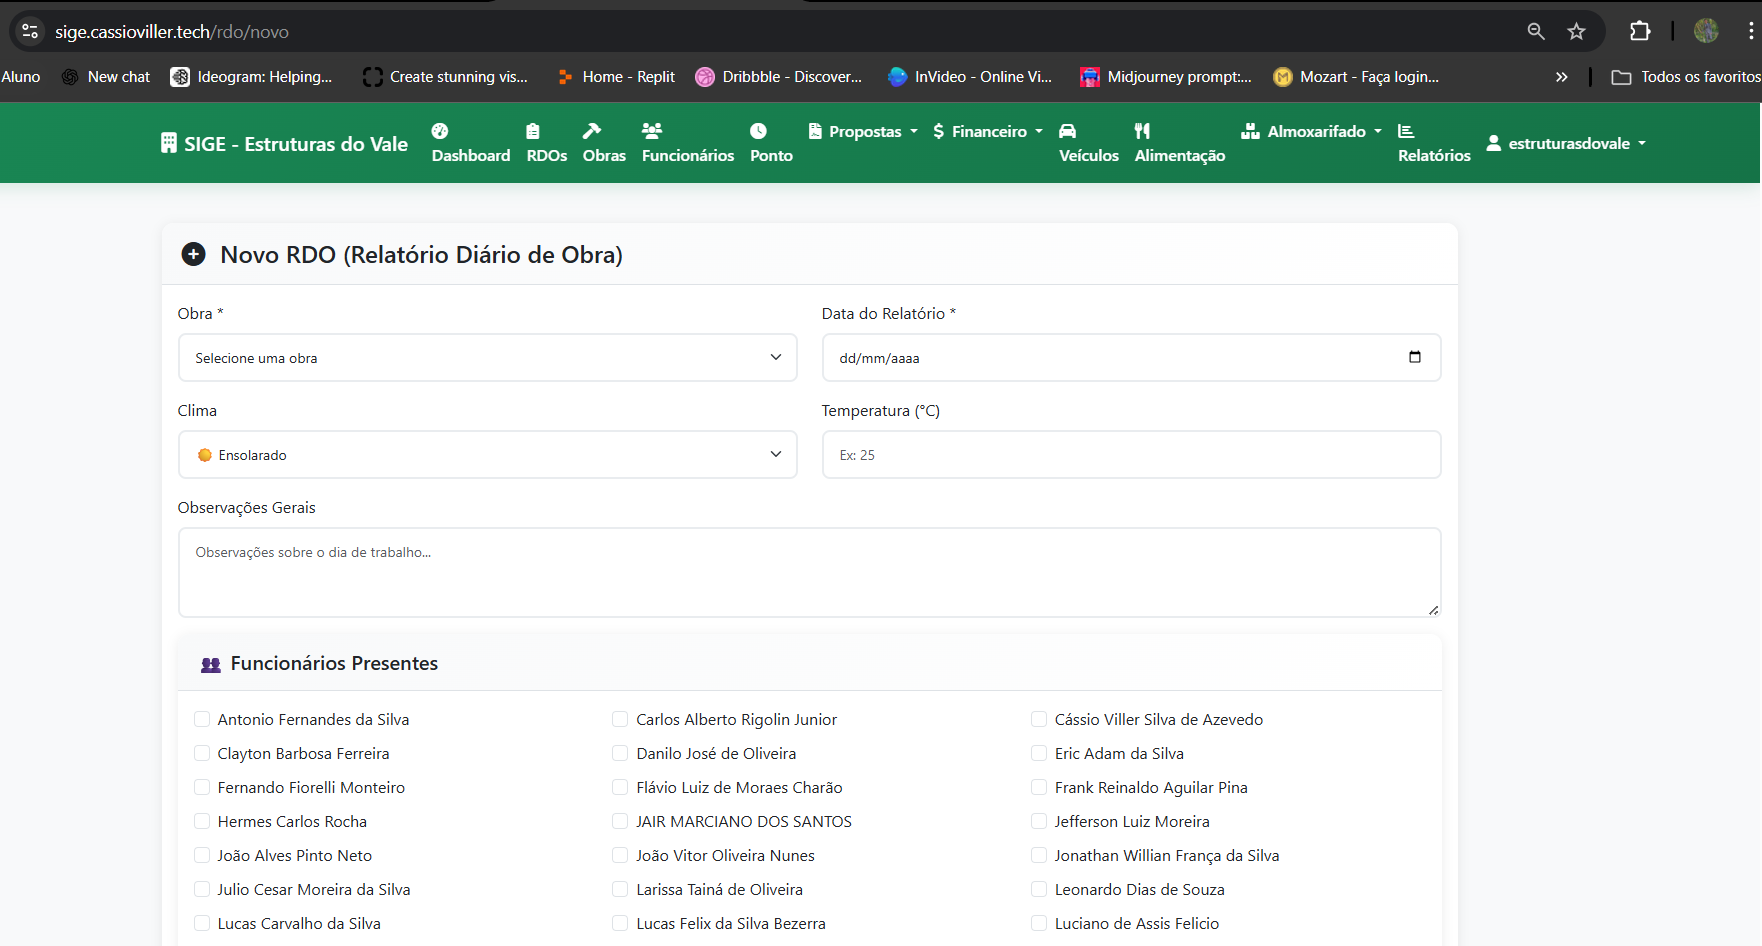 sige.cassioviller.tech/rdo/novo
Aluno New chat Ideogram: Helping... Create stunning vis... Home - Replit Dribbble - Discover... InVideo - Online Vi... Midjourney prompt:... Mozart - Faça login... » Todos os favoritos
SIGE - Estruturas do Vale
Dashboard
RDOs
Obras
Funcionários
Ponto
Propostas
$ Financeiro
Veículos
Alimentação
Almoxarifado
Relatórios
estruturasdovale
Novo RDO (Relatório Diário de Obra)
Obra *
Data do Relatório *
Selecione uma obra
dd/mm/aaaa
Clima
Temperatura (°C)
Ensolarado
Ex: 25
Observações Gerais
Observações sobre o dia de trabalho...
Funcionários Presentes
Antonio Fernandes da Silva
Carlos Alberto Rigolin Junior
Cássio Viller Silva de Azevedo
Clayton Barbosa Ferreira
Danilo José de Oliveira
Eric Adam da Silva
Fernando Fiorelli Monteiro
Flávio Luiz de Moraes Charão
Frank Reinaldo Aguilar Pina
Hermes Carlos Rocha
JAIR MARCIANO DOS SANTOS
Jefferson Luiz Moreira
João Alves Pinto Neto
João Vitor Oliveira Nunes
Jonathan Willian França da Silva
Julio Cesar Moreira da Silva
Larissa Tainá de Oliveira
Leonardo Dias de Souza
Lucas Carvalho da Silva
Lucas Felix da Silva Bezerra
Luciano de Assis Felicio